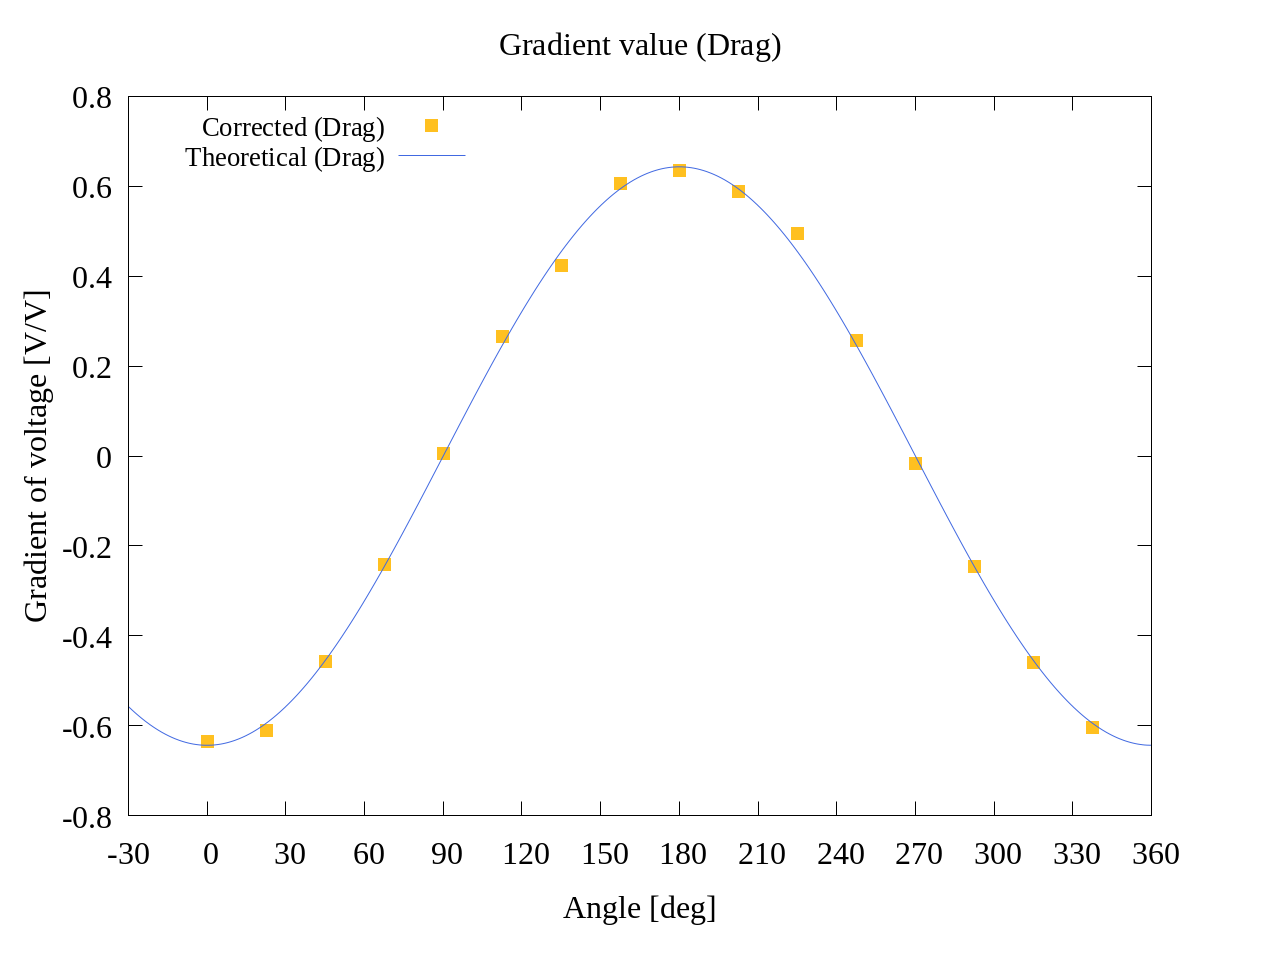 Gradient value (Drag)
Corrected (Drag)
Theoretical (Drag)
0.8
0.6
0.4
0.2
0
-0.2
-0.4
-0.6
-0.8
Gradient of voltage [V/V]
-30 0 30 60 90 120 150 180 210 240 270 300 330 360
Angle [deg]